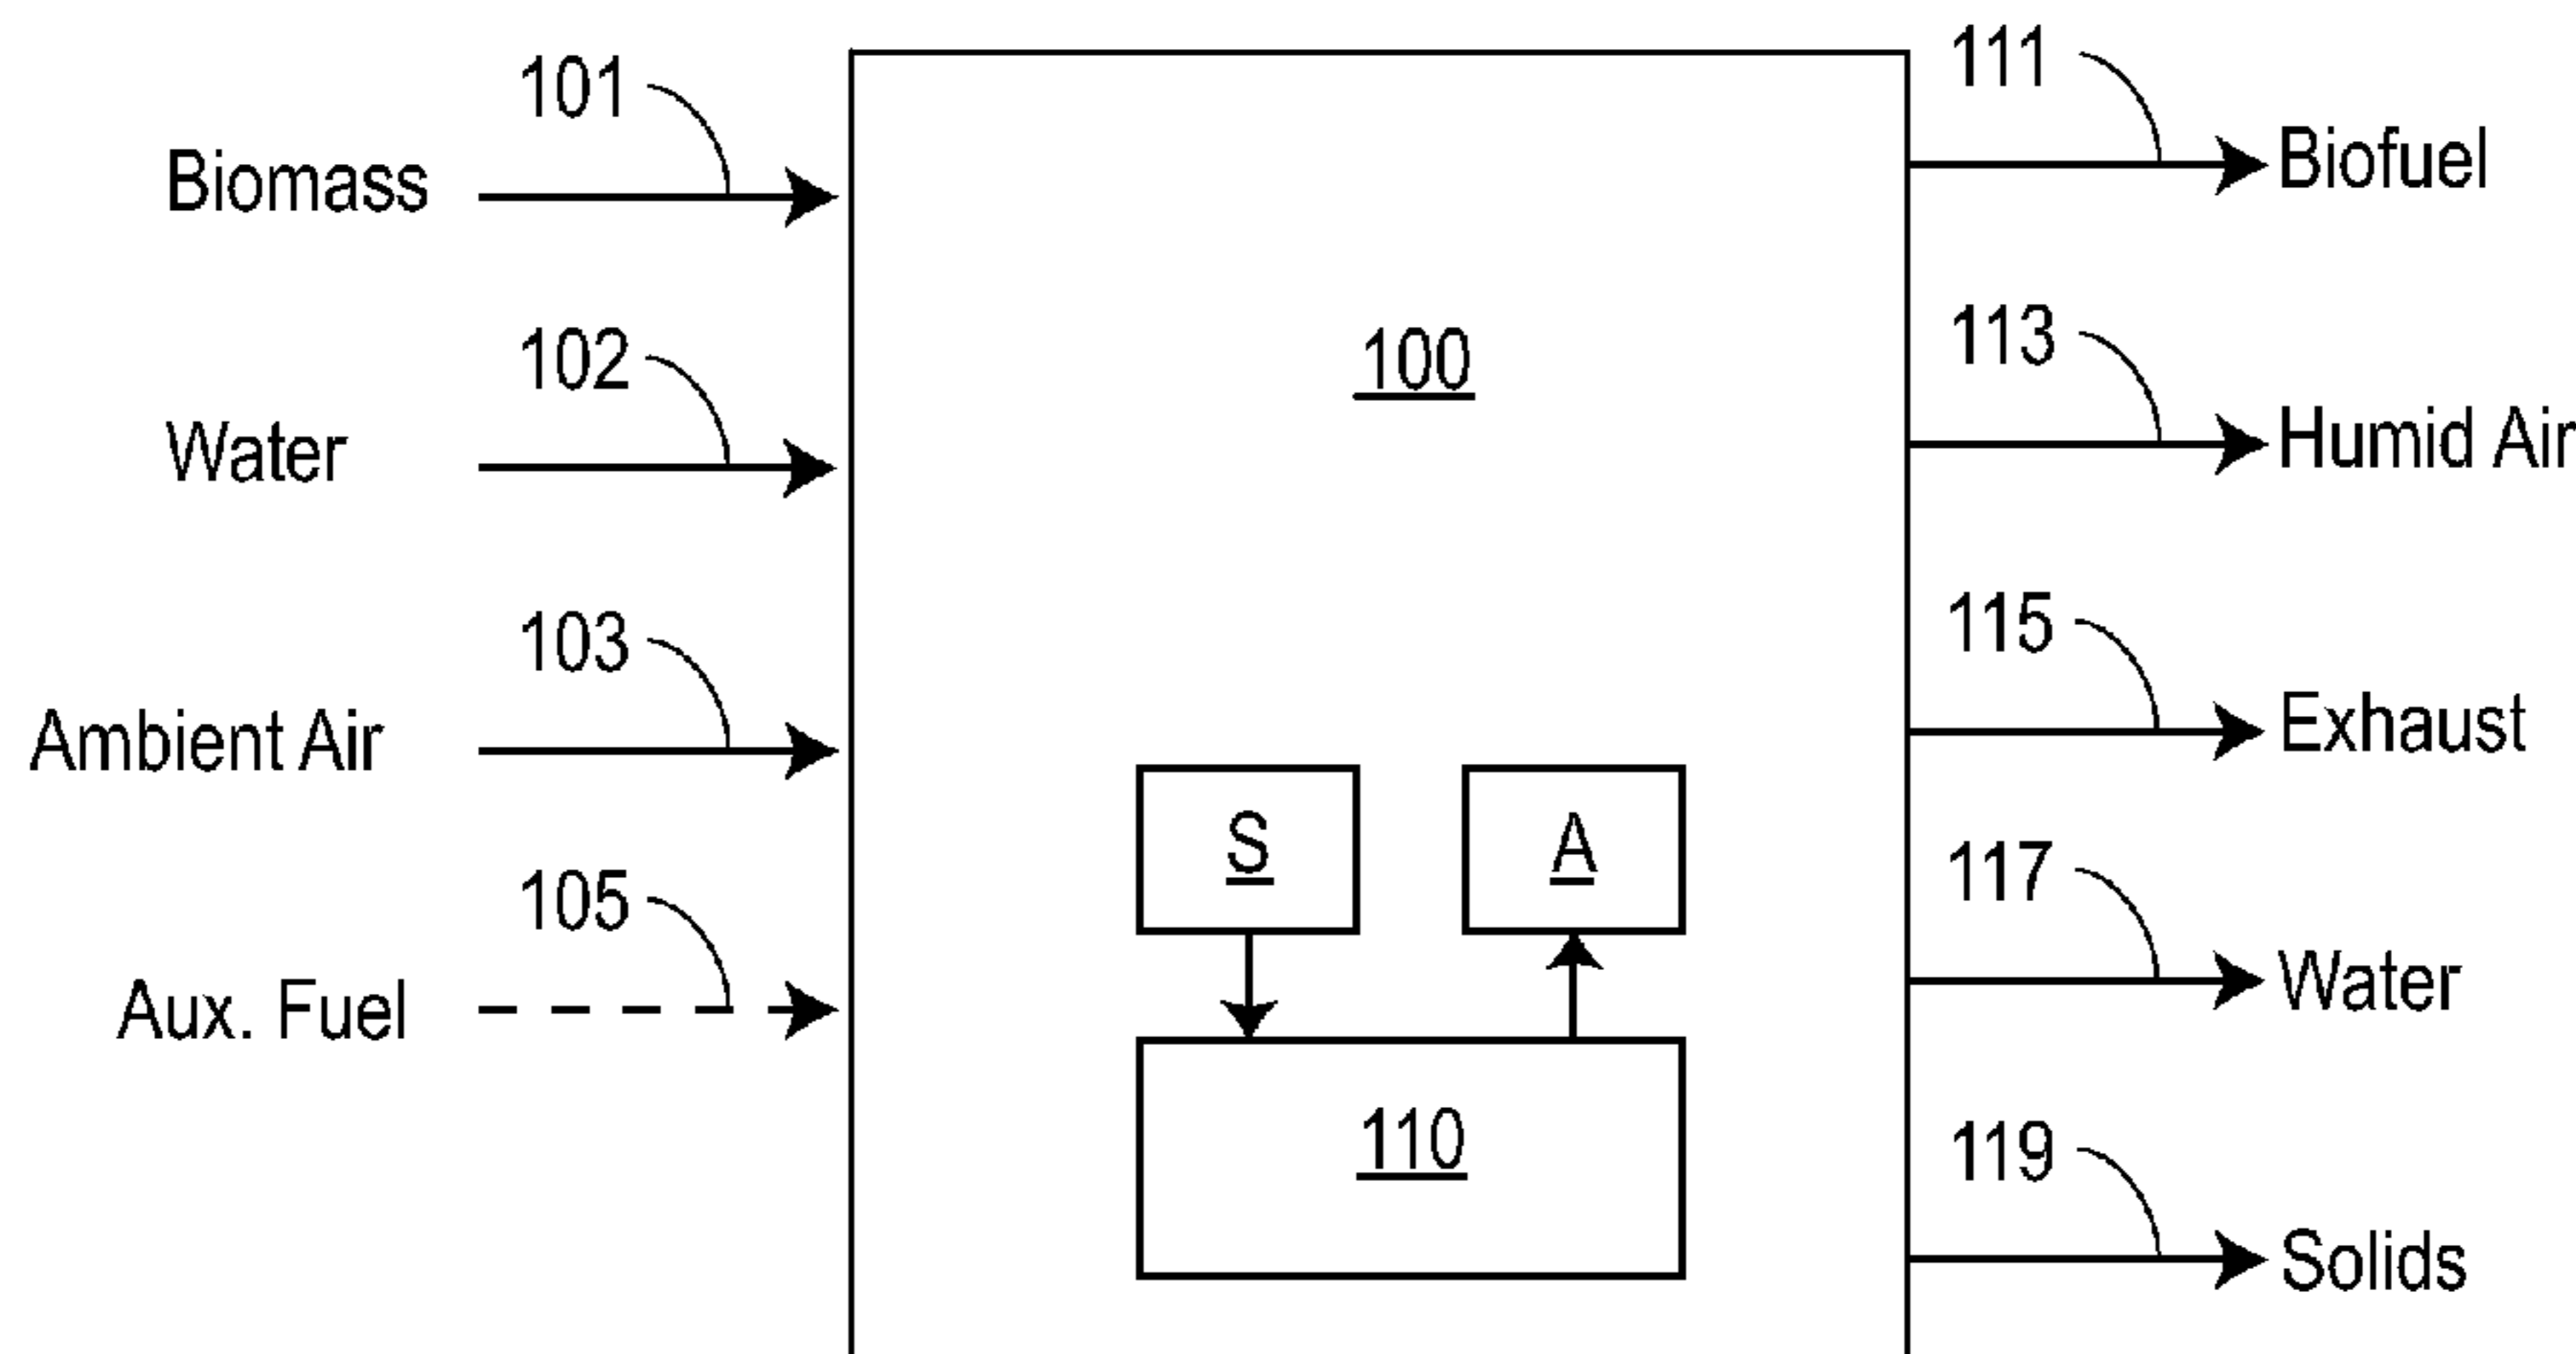 101
Biomass
102
Water
103
Ambient Air
105
Aux. Fuel
100
S
A
110
111
Biofuel
113
Humid Air
115
Exhaust
117
Water
119
Solids